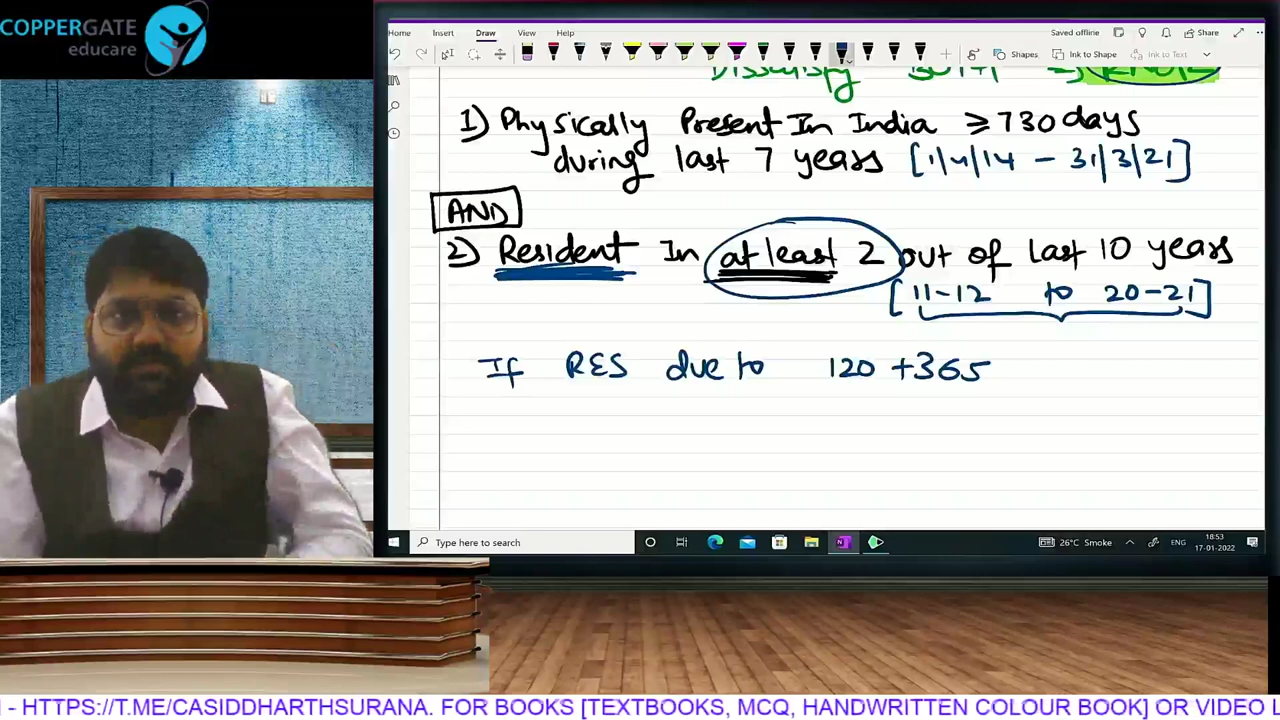 COPPERGATE
educare
Home Insert Draw View Help Saved offline Share
Shapes Ink to Shape Ink to Text
Dissatisfy
1) Physically Present In India ≥ 730 days
during last 7 years [1/4/14 - 31/3/21]
AND
2) Resident In at least 2 out of last 10 years
[11-12 to 20-21]
If RES due to 120 + 365
Type here to search
26°C Smoke ENG 18:53
17-01-2022
- HTTPS://T.ME/CASIDDHARTHSURANA. FOR BOOKS [TEXTBOOKS, MCQ, HANDWRITTEN COLOUR BOOK] OR VIDEO L